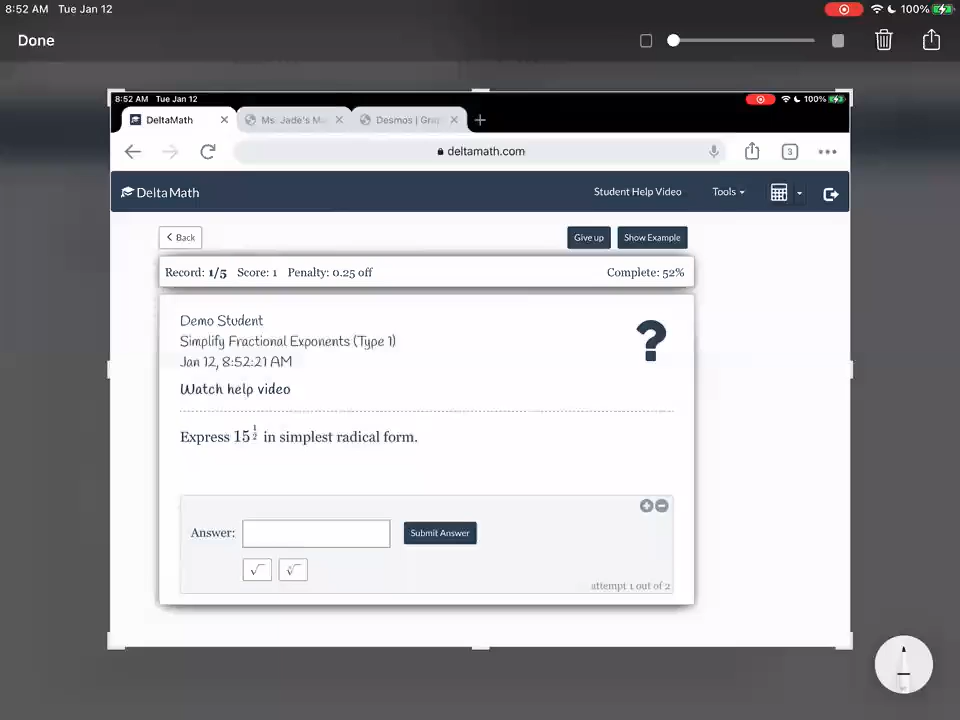 8:52 AM Tue Jan 12
100%
Done
8:52 AM Tue Jan 12
100%
DeltaMath
Ms. Jade's Ma
Desmos | Grap
deltamath.com
3
DeltaMath
Student Help Video
Tools
Back
Give up
Show Example
Record: 1/5 Score: 1 Penalty: 0.25 off
Complete: 52%
Demo Student
Simplify Fractional Exponents (Type 1)
Jan 12, 8:52:21 AM
?
Watch help video
Express 15^{1/2} in simplest radical form.
Answer:
Submit Answer
√
ⁿ√
attempt 1 out of 2